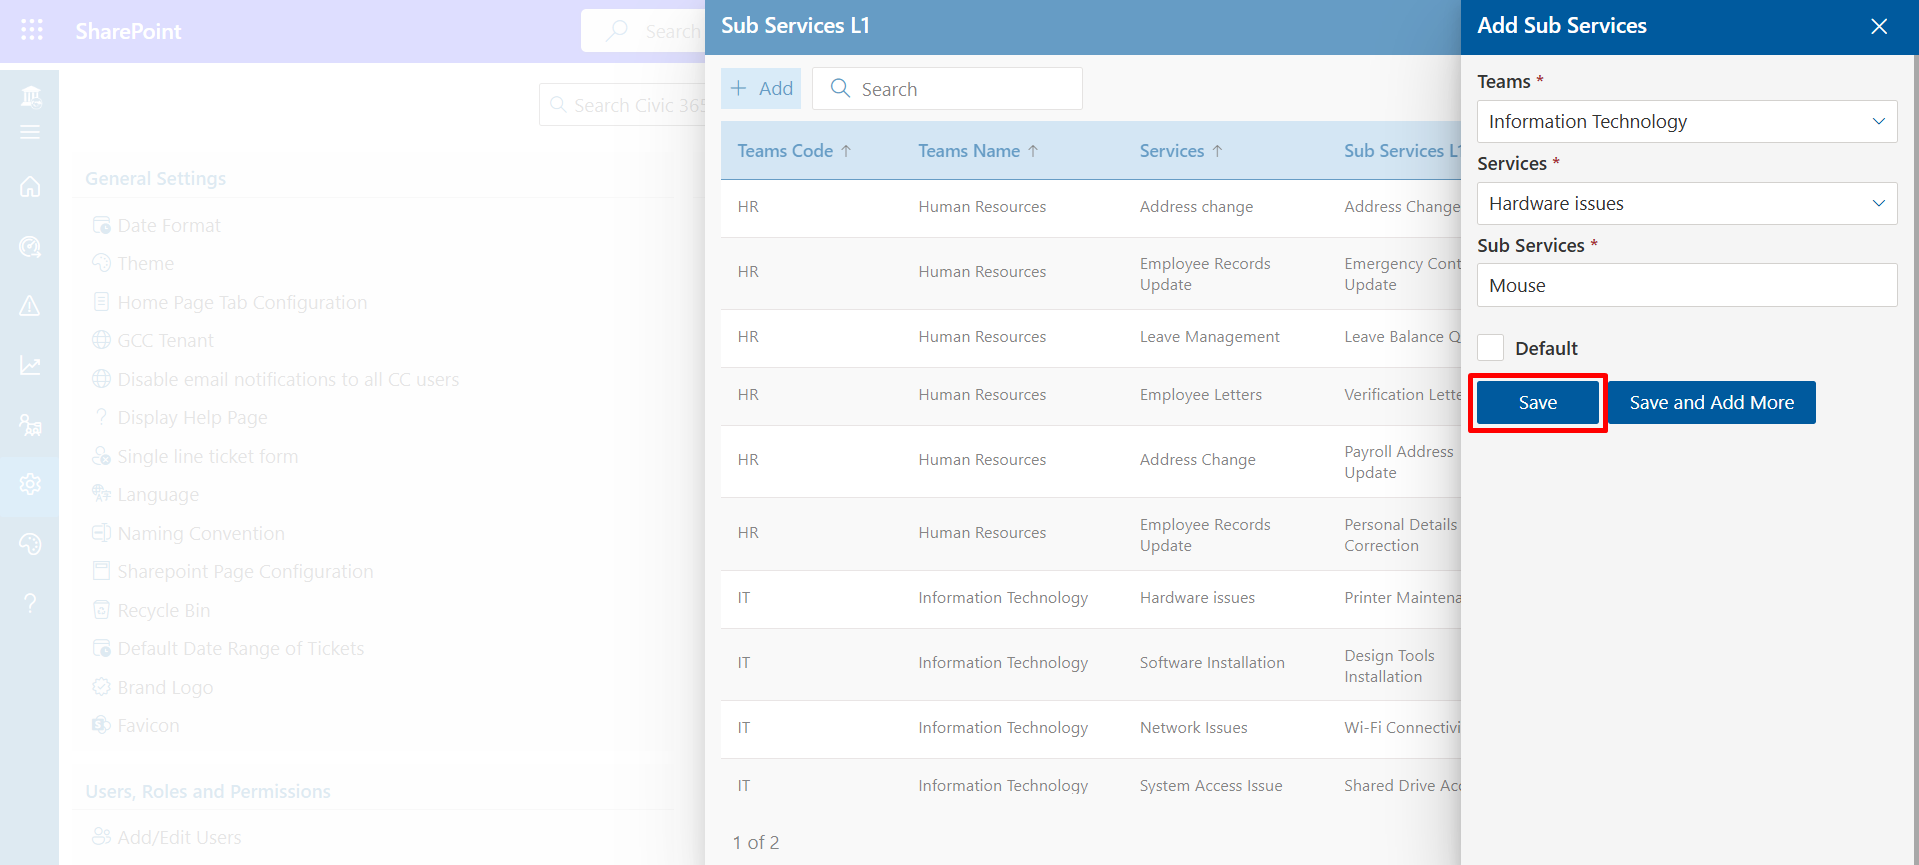 SharePoint
Search
Search Civic 365
General Settings
Date Format
Theme
Home Page Tab Configuration
GCC Tenant
Disable email notifications to all CC users
? Display Help Page
Single line ticket form
Language
Naming Convention
Sharepoint Page Configuration
Recycle Bin
Default Date Range of Tickets
Brand Logo
Favicon
Users, Roles and Permissions
Add/Edit Users
Sub Services L1
+ Add
Search
Teams Code ↑ Teams Name ↑ Services ↑ Sub Services L1
HR Human Resources Address change Address Change
HR Human Resources Employee Records Update Emergency Cont Update
HR Human Resources Leave Management Leave Balance Q
HR Human Resources Employee Letters Verification Lette
HR Human Resources Address Change Payroll Address Update
HR Human Resources Employee Records Update Personal Details Correction
IT Information Technology Hardware issues Printer Maintena
IT Information Technology Software Installation Design Tools Installation
IT Information Technology Network Issues Wi-Fi Connectivi
IT Information Technology System Access Issue Shared Drive Acc
1 of 2
Add Sub Services
Teams *
Information Technology
Services *
Hardware issues
Sub Services *
Mouse
Default
Save
Save and Add More